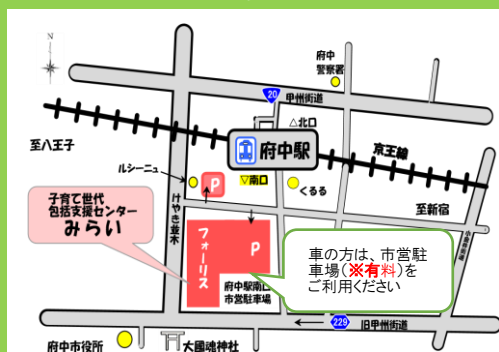 N
府中
警察署
20
甲州街道
△北口
府中駅
京王線
至八王子
ルシーニュ
P
▽南口
くるる
至新宿
子育て世代
包括支援センター
みらい
けやき並木
フォーリス
P
府中駅南口
市営駐車場
車の方は、市営駐
車場(※有料)を
ご利用ください
229
旧甲州街道
府中市役所
大國魂神社